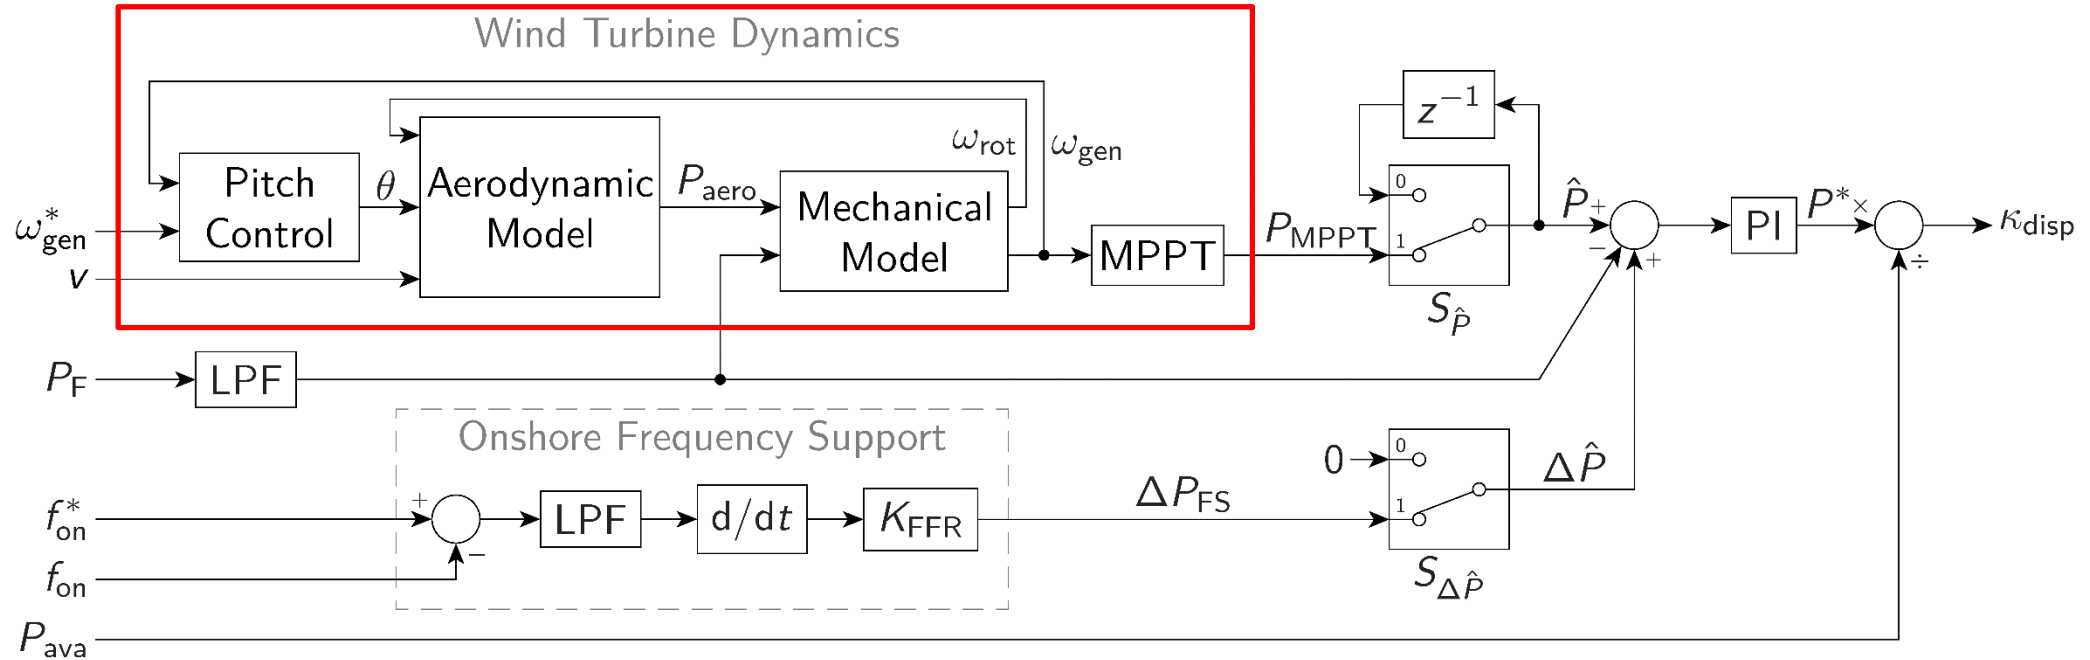 Wind Turbine Dynamics
z⁻¹
ω_rot
ω_gen
Pitch
Control
θ
Aerodynamic
Model
P_aero
Mechanical
Model
MPPT
P_MPPT
0
1
S_P̂
P̂
+
−
+
PI
P*
×
÷
κ_disp
ω*_gen
v
P_F
LPF
Onshore Frequency Support
f*_on
+
−
LPF
d/dt
K_FFR
ΔP_FS
0
0
1
S_ΔP̂
ΔP̂
f_on
P_ava